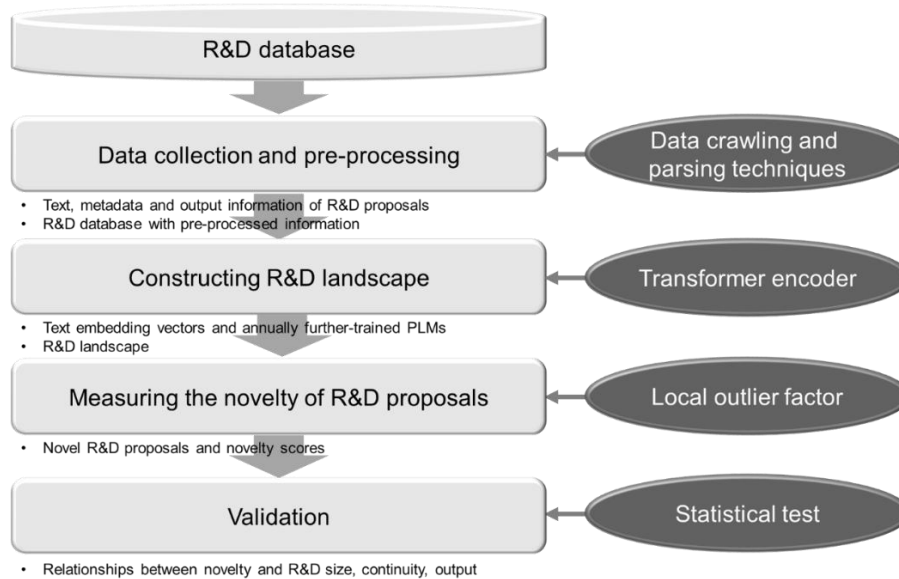 R&D database
Data collection and pre-processing
Data crawling and
parsing techniques
• Text, metadata and output information of R&D proposals
• R&D database with pre-processed information
Constructing R&D landscape
Transformer encoder
• Text embedding vectors and annually further-trained PLMs
• R&D landscape
Measuring the novelty of R&D proposals
Local outlier factor
• Novel R&D proposals and novelty scores
Validation
Statistical test
• Relationships between novelty and R&D size, continuity, output